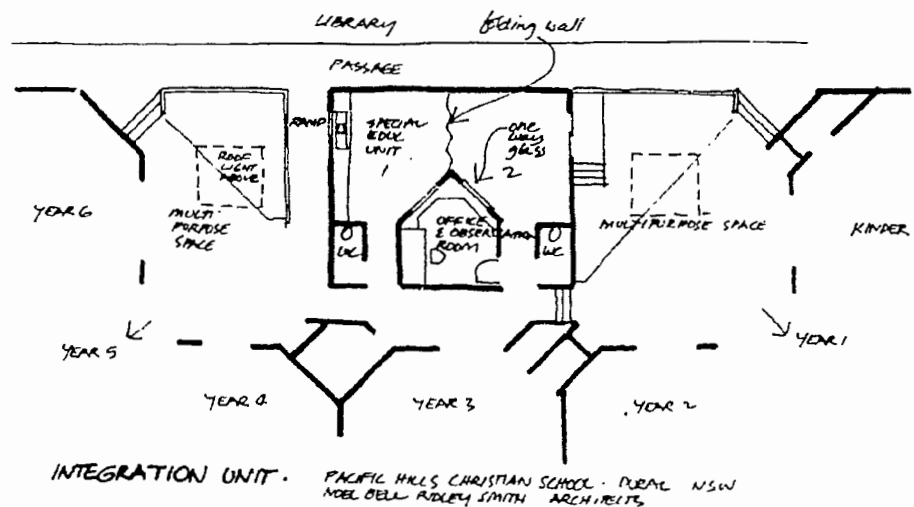 LIBRARY
folding wall
PASSAGE
RAMP
SPECIAL
EDUC
UNIT
1
ONE
WAY
glass
2
ROOF
LIGHT
ABOVE
YEAR 6
MULTI
PURPOSE
SPACE
OFFICE
& OBSERVATION
ROOM
WC
WC
MULTIPURPOSE SPACE
KINDER
YEAR 5
YEAR 1
YEAR 4
YEAR 3
YEAR 2
INTEGRATION UNIT.
PACIFIC HILLS CHRISTIAN SCHOOL. DURAL NSW
NOEL BELL RIDLEY SMITH ARCHITECTS